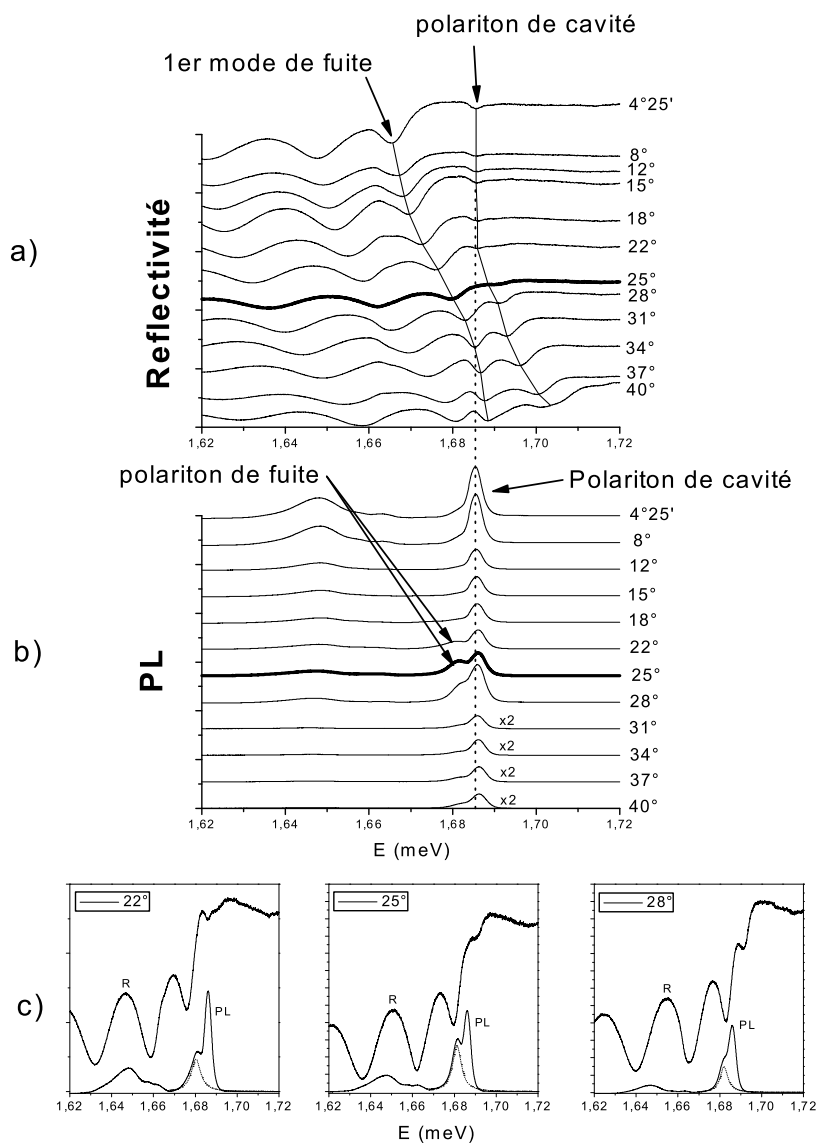 polariton de cavité
1er mode de fuite
4°25'
8°
12°
15°
18°
22°
25°
28°
31°
34°
37°
40°
a)
Reflectivité
1,62 1,64 1,66 1,68 1,70 1,72
polariton de fuite
Polariton de cavité
4°25'
8°
12°
15°
18°
22°
25°
28°
x2 31°
x2 34°
x2 37°
x2 40°
b)
PL
1,62 1,64 1,66 1,68 1,70 1,72
E (meV)
c)
22°
R
PL
1,62 1,64 1,66 1,68 1,70 1,72
25°
R
PL
1,62 1,64 1,66 1,68 1,70 1,72
28°
R
PL
1,62 1,64 1,66 1,68 1,70 1,72
E (meV)